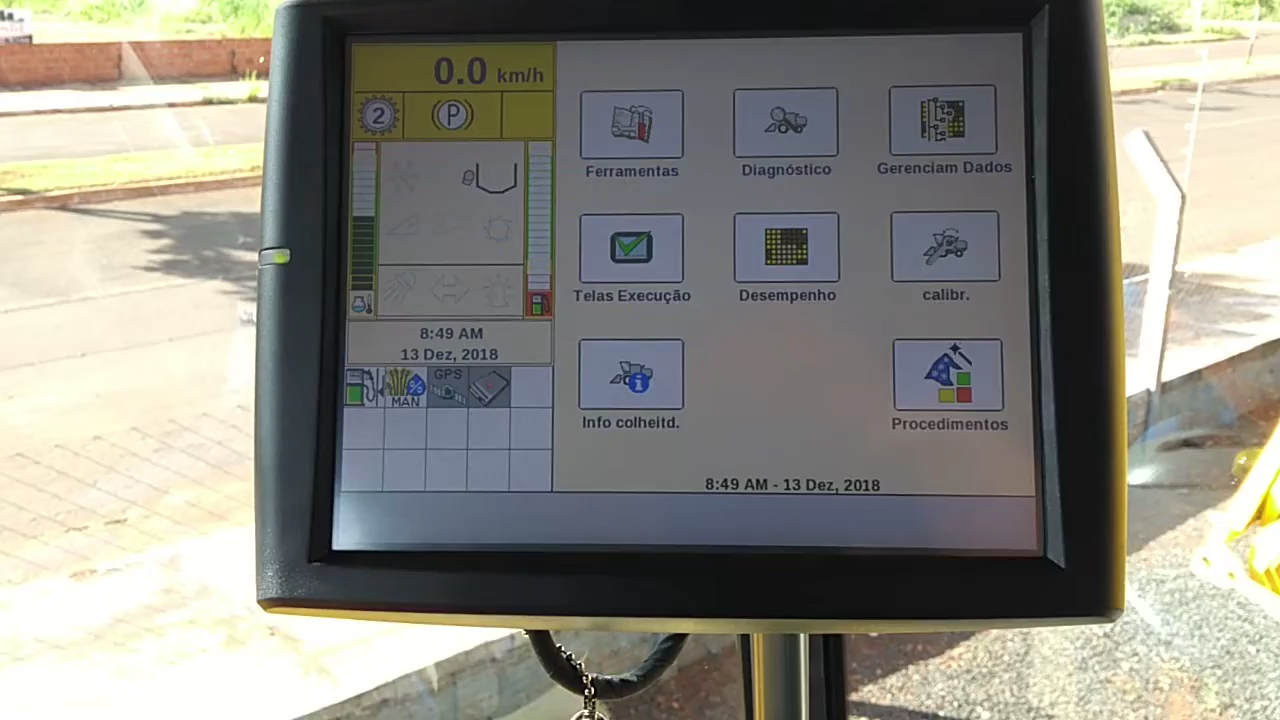 0.0 km/h
2 P
8:49 AM
13 Dez, 2018
GPS
% MAN
Ferramentas
Diagnóstico
Gerenciam Dados
Telas Execução
Desempenho
calibr.
Info colheitd.
Procedimentos
8:49 AM - 13 Dez, 2018